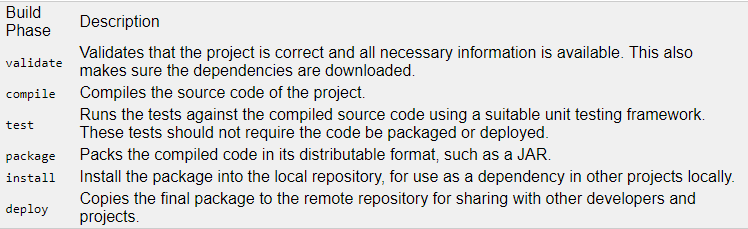 Build
Phase
Description
validate
Validates that the project is correct and all necessary information is available. This also
makes sure the dependencies are downloaded.
compile
Compiles the source code of the project.
test
Runs the tests against the compiled source code using a suitable unit testing framework.
These tests should not require the code be packaged or deployed.
package
Packs the compiled code in its distributable format, such as a JAR.
install
Install the package into the local repository, for use as a dependency in other projects locally.
deploy
Copies the final package to the remote repository for sharing with other developers and
projects.